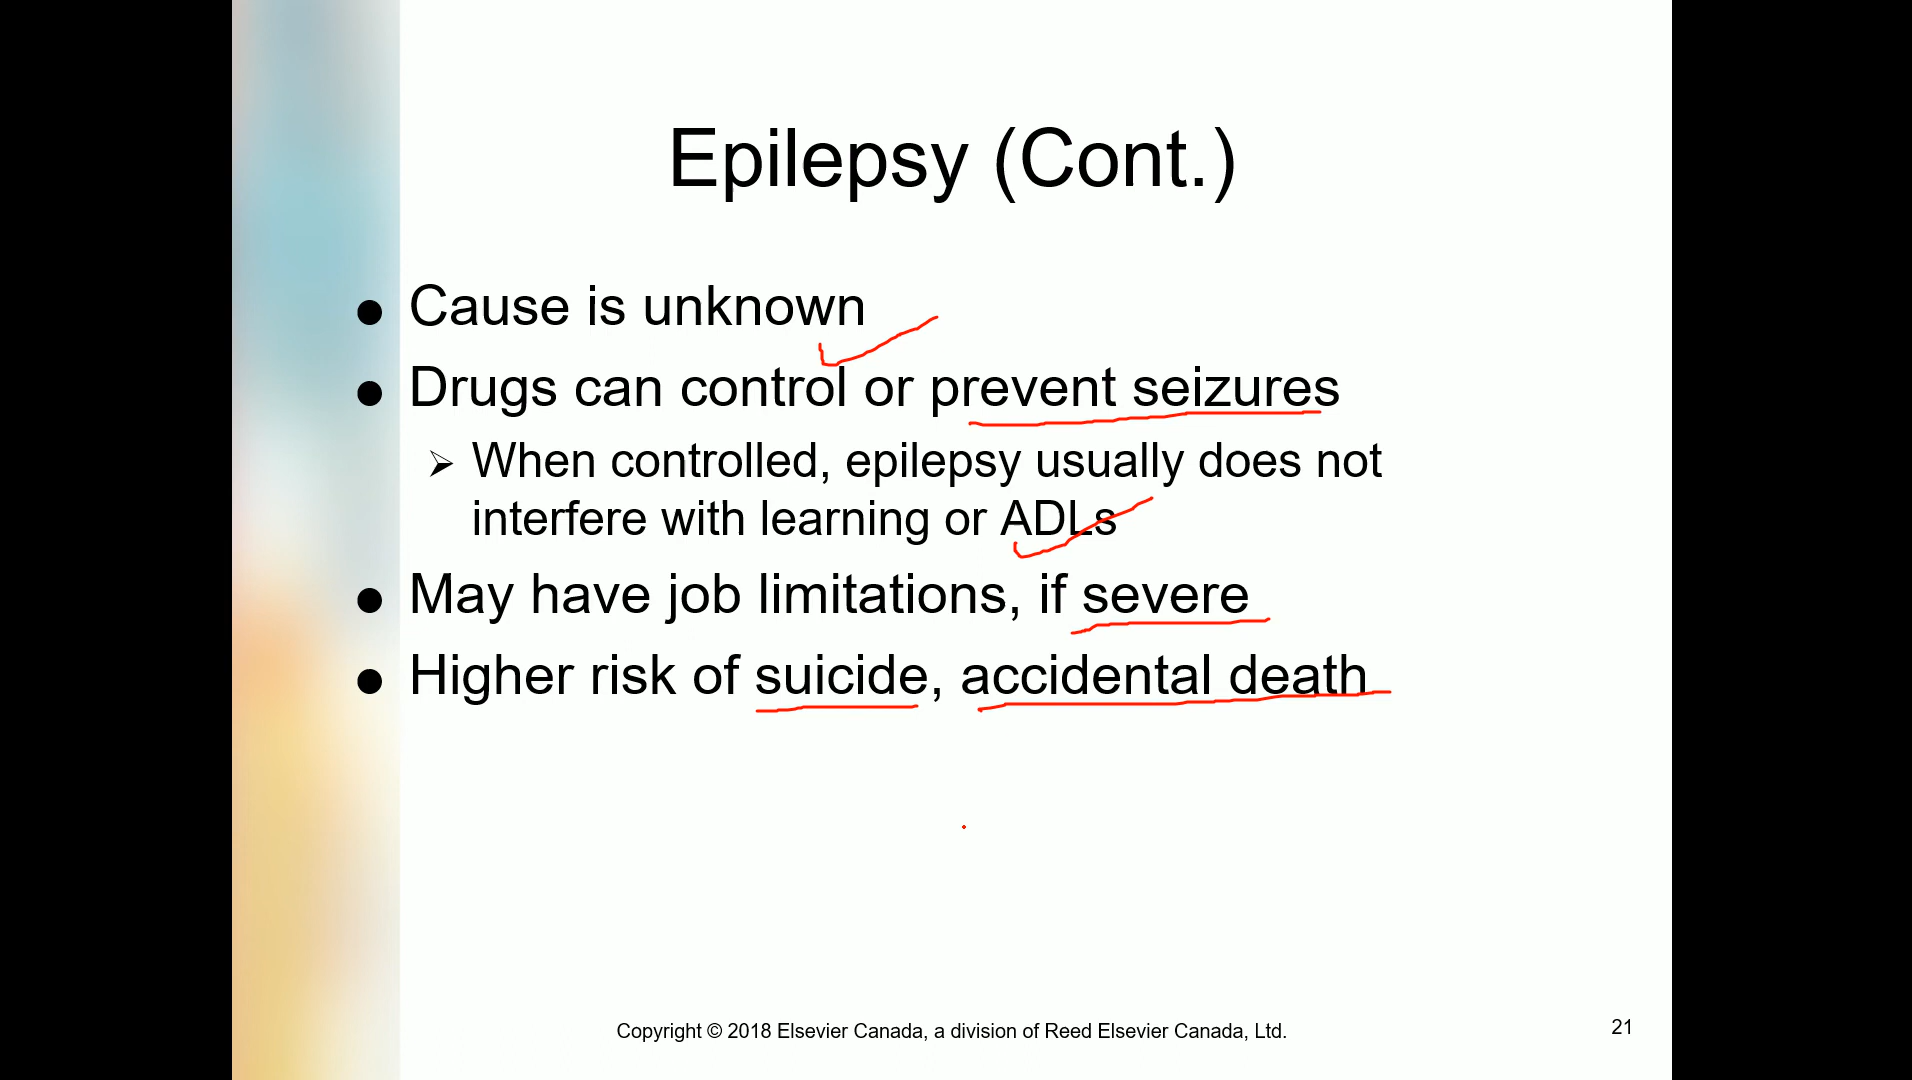 Epilepsy (Cont.)
● Cause is unknown
● Drugs can control or prevent seizures
➢ When controlled, epilepsy usually does not
interfere with learning or ADLs
● May have job limitations, if severe
● Higher risk of suicide, accidental death
Copyright © 2018 Elsevier Canada, a division of Reed Elsevier Canada, Ltd.
21